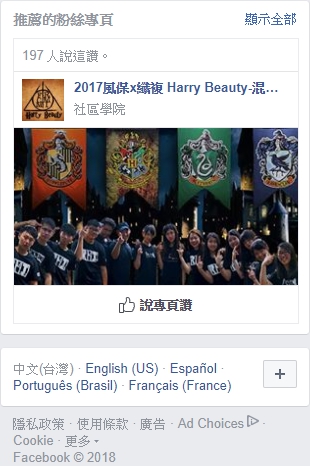 推薦的粉絲專頁 顯示全部
197 人說這讚。
2017風保x纖複 Harry Beauty-混…
社區學院
Harry Beauty
說專頁讚
中文(台灣) · English (US) · Español ·
Português (Brasil) · Français (France)
+
隱私政策 · 使用條款 · 廣告 · Ad Choices ·
Cookie · 更多
Facebook © 2018